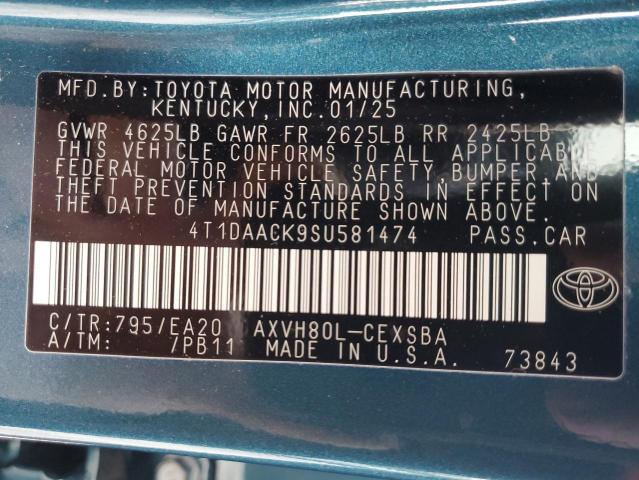 MFD.BY:TOYOTA MOTOR MANUFACTURING,
KENTUCKY, INC. 01/25
GVWR 4625LB GAWR FR 2625LB RR 2425LB
THIS VEHICLE CONFORMS TO ALL APPLICABLE
FEDERAL MOTOR VEHICLE SAFETY, BUMPER AND
THEFT PREVENTION STANDARDS IN EFFECT ON
THE DATE OF MANUFACTURE SHOWN ABOVE.
4T1DAACK9SU581474 PASS.CAR
C/TR:795/EA20 AXVH80L-CEXSBA
A/TM: /PB11 MADE IN U.S.A. 73843